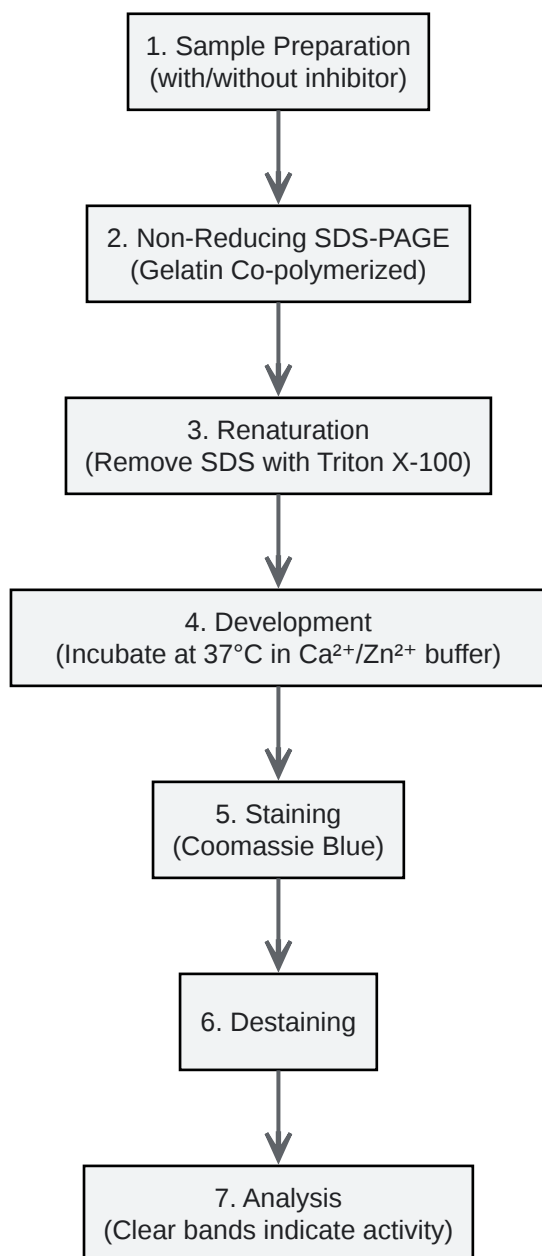 1. Sample Preparation
(with/without inhibitor)
2. Non-Reducing SDS-PAGE
(Gelatin Co-polymerized)
3. Renaturation
(Remove SDS with Triton X-100)
4. Development
(Incubate at 37°C in Ca²⁺/Zn²⁺ buffer)
5. Staining
(Coomassie Blue)
6. Destaining
7. Analysis
(Clear bands indicate activity)